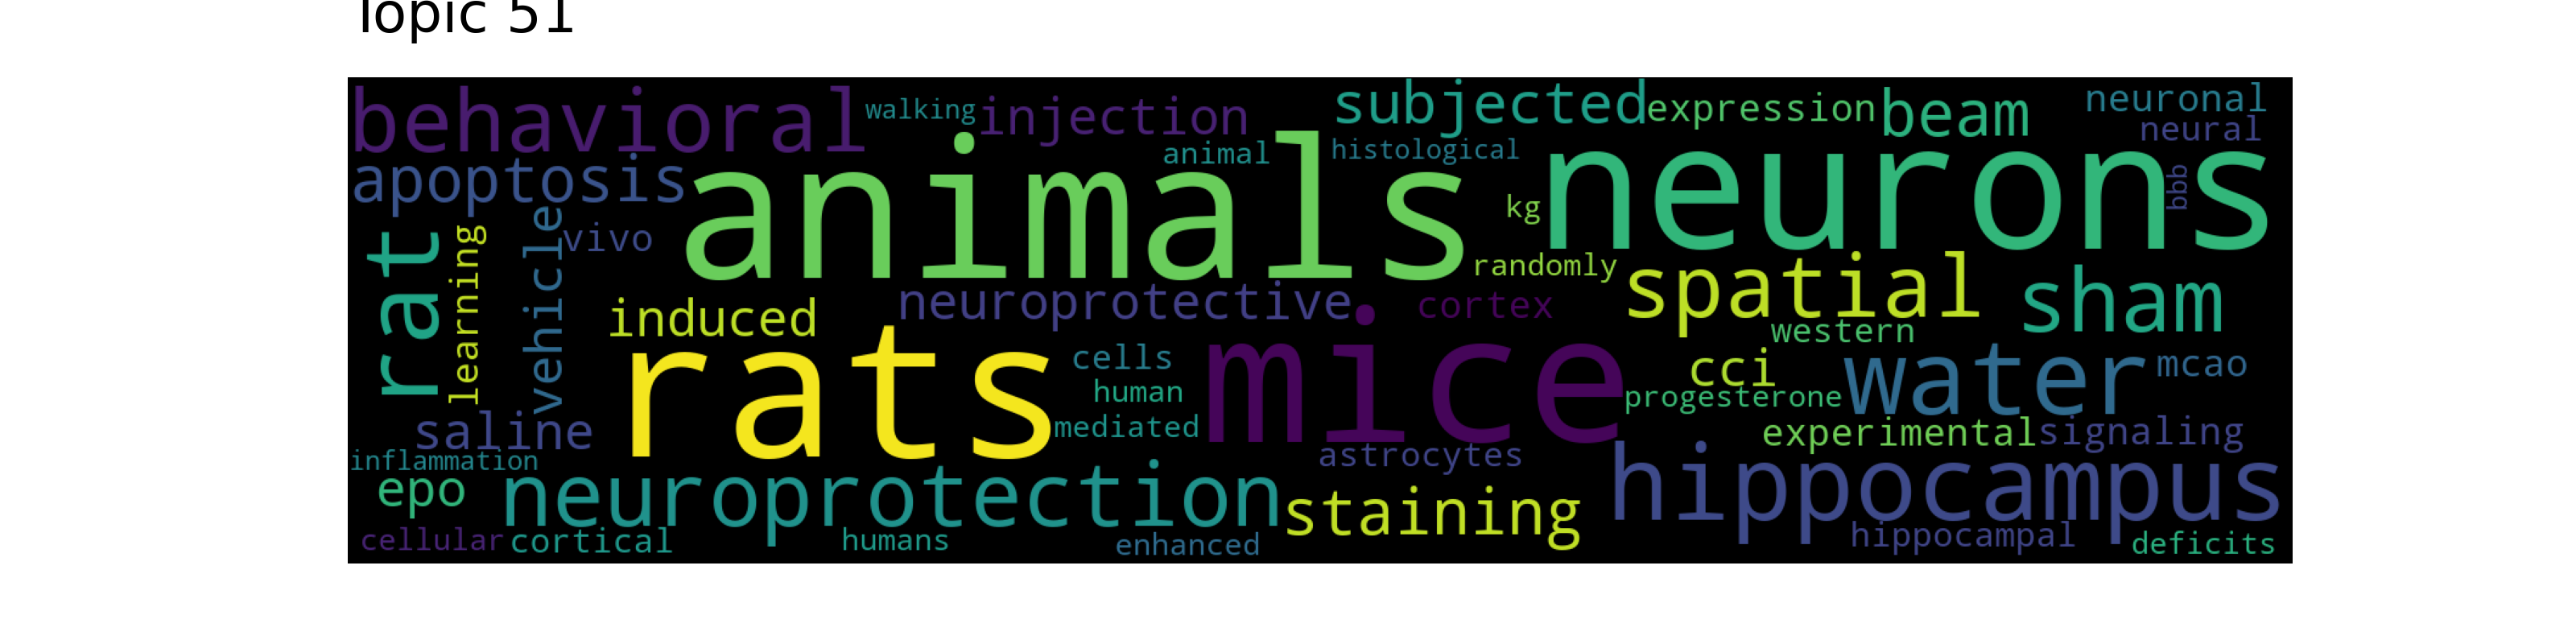 Topic 51
behavioral
walking
injection
subjected
expression
beam
neuronal
neural
apoptosis
animals
animal
histological
neurons
bbb
kg
rat
learning
vehicle
vivo
randomly
spatial
sham
induced
neuroprotective
cortex
western
rats
cells
human
mediated
mice
cci
water
mcao
progesterone
saline
astrocytes
experimental
signaling
inflammation
epo
neuroprotection
staining
hippocampus
cellular
cortical
humans
enhanced
hippocampal
deficits